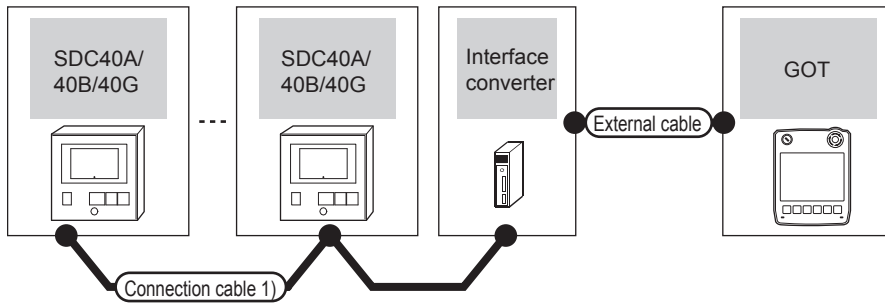 SDC40A/
40B/40G
SDC40A/
40B/40G
Interface
converter
GOT
External cable
Connection cable 1)